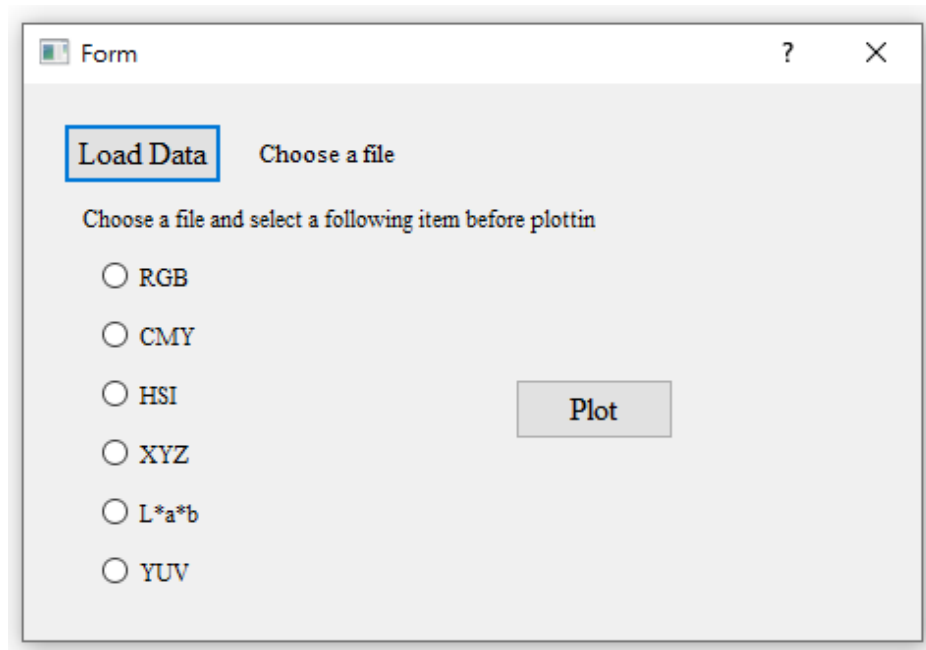 Form ?
Load Data Choose a file
Choose a file and select a following item before plottin
RGB
CMY
HSI
Plot
XYZ
L*a*b
YUV